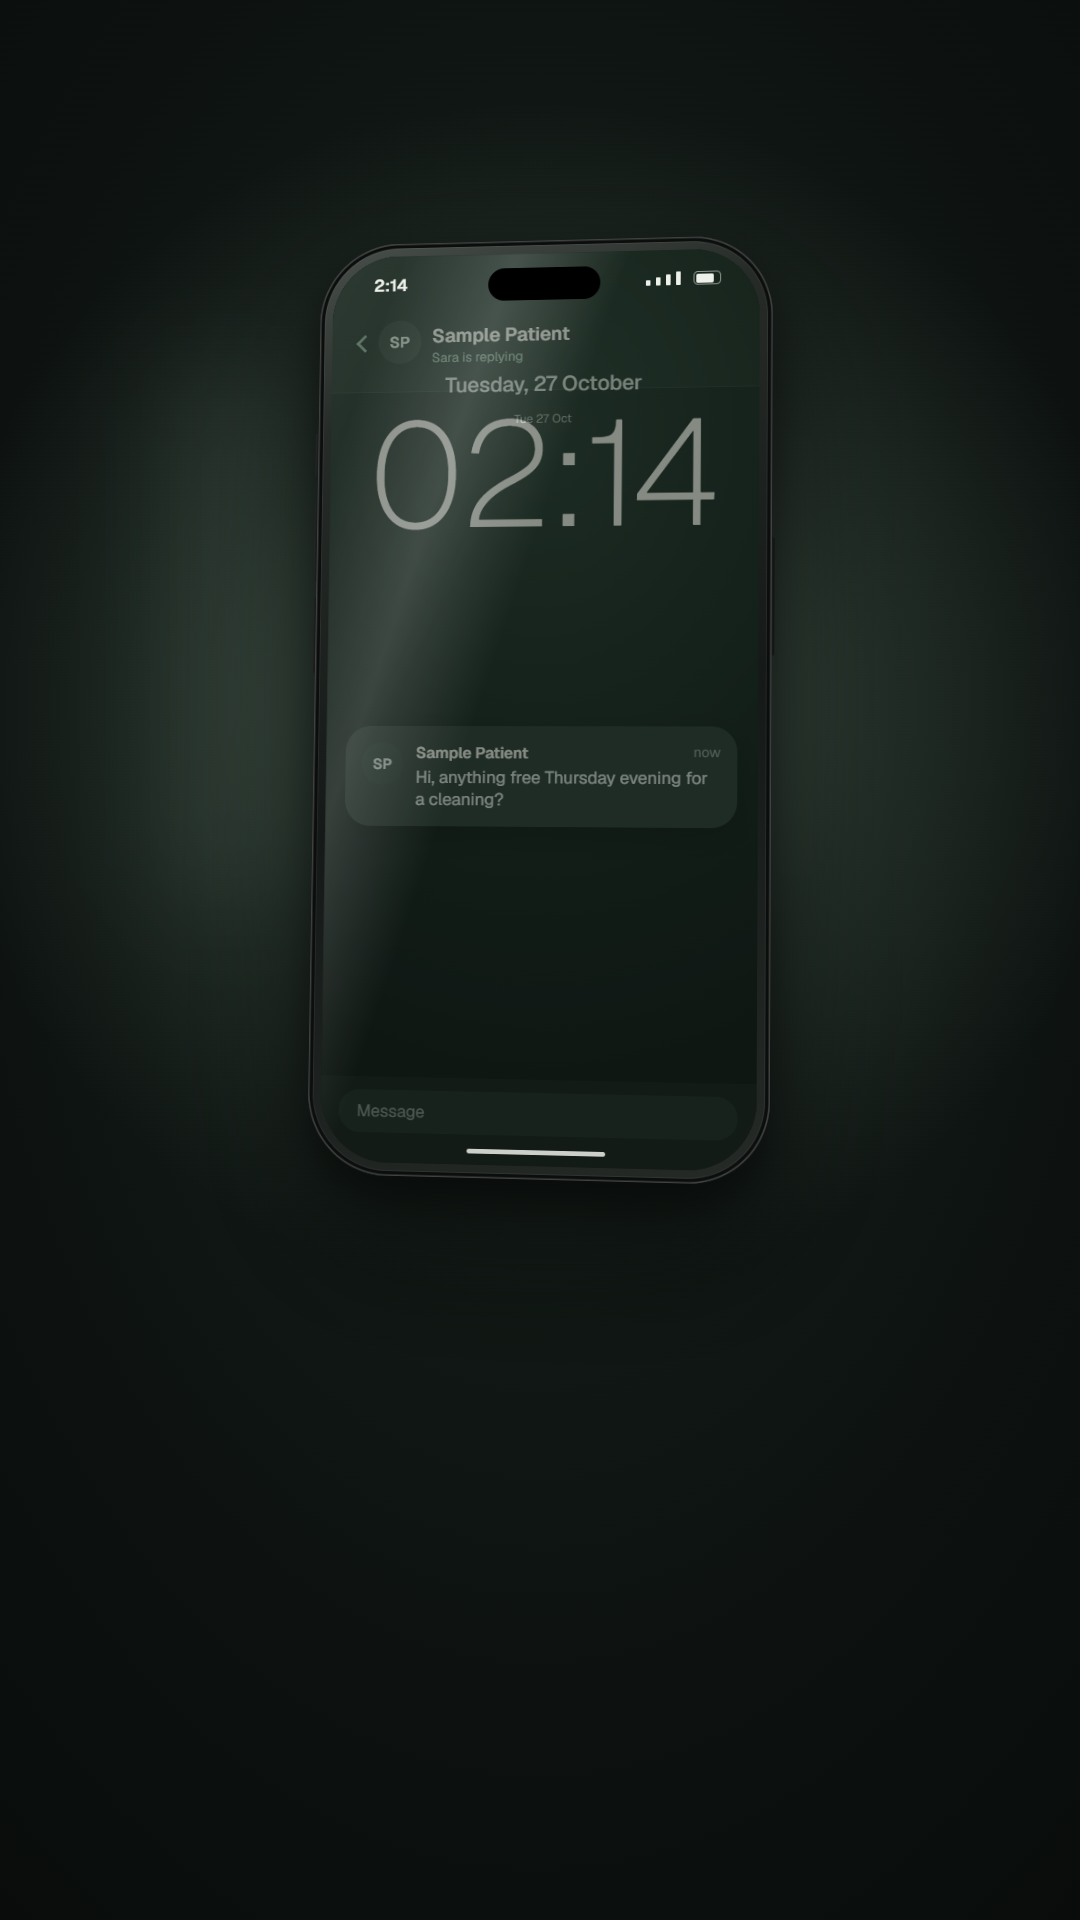 2:14
SP
Sample Patient
Sara is replying
Tuesday, 27 October
Tue 27 Oct
02:14
SP
Sample Patient
now
Hi, anything free Thursday evening for
a cleaning?
Message